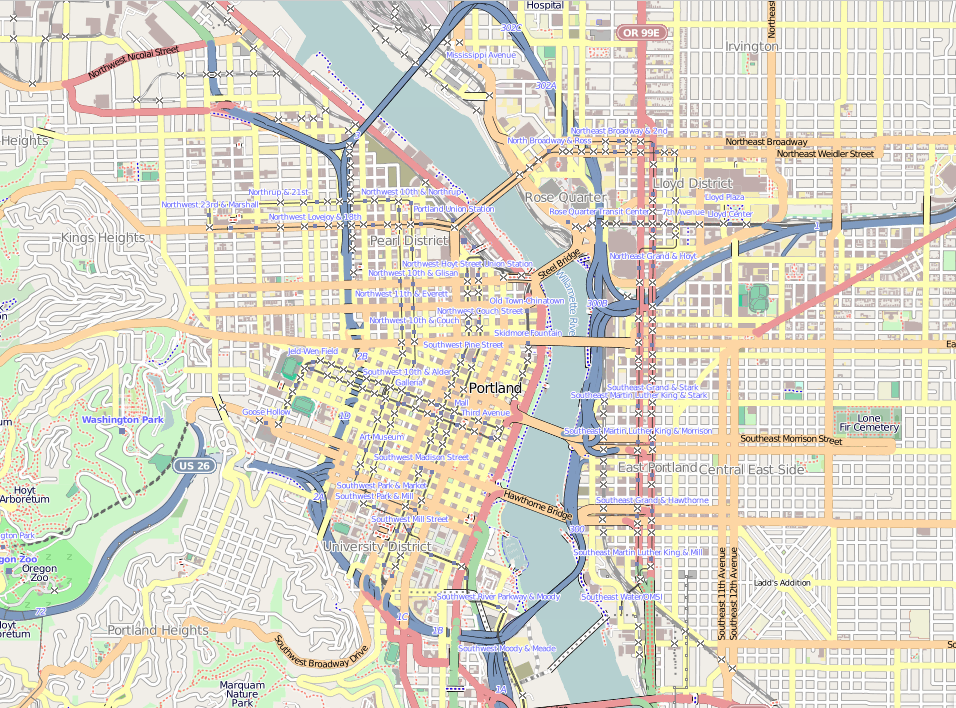 Hospital
302C
OR 99E
Northeast
Irvington
Northwest Nicolai Street
Mississippi Avenue
302A
Northeast Broadway & 2nd
North Broadway & Ross
Northeast Broadway
Northeast Weidler Street
Heights
Lloyd District
Northrup & 21st
Northwest 10th & Northrup
Rose Quarter
Lloyd Plaza
Northwest 23rd & Marshall
Portland Union Station
Rose Quarter Transit Center
7th Avenue
Lloyd Center
Northwest Lovejoy & 18th
1
Kings Heights
Pearl District
Steel Bridge
Northeast Grand & Hoyt
Northwest Hoyt Street
Union Station
Northwest 10th & Glisan
Willamette River
Northwest 11th & Everett
Old Town-Chinatown
300B
Northwest Couch Street
Northwest 10th & Couch
Skidmore Fountain
Southwest Pine Street
Ea
Jeld-Wen Field
2B
Southwest 10th & Alder
Galleria
Portland
Southeast Grand & Stark
Southeast Martin Luther King & Stark
Mall
Third Avenue
Goose Hollow
1D
Washington Park
Lone
Fir Cemetery
Southeast Martin Luther King & Morrison
Art Museum
Southeast Morrison Street
Southwest Madison Street
US 26
East Portland
Central East Side
Hoyt
Arboretum
Southwest Park & Market
Southwest Park & Mill
2A
Hawthorne Bridge
Southeast Grand & Hawthorne
Southwest Mill Street
University District
Southeast Martin Luther King & Mill
Oregon
Zoo
Ladd's Addition
Southeast 11th Avenue
Southeast 12th Avenue
Southwest River Parkway & Moody
Southeast Water/OMSI
72
1C
1B
Portland Heights
Southwest Broadway Drive
Southwest Moody & Meade
So
Marquam
Nature
Park
1A